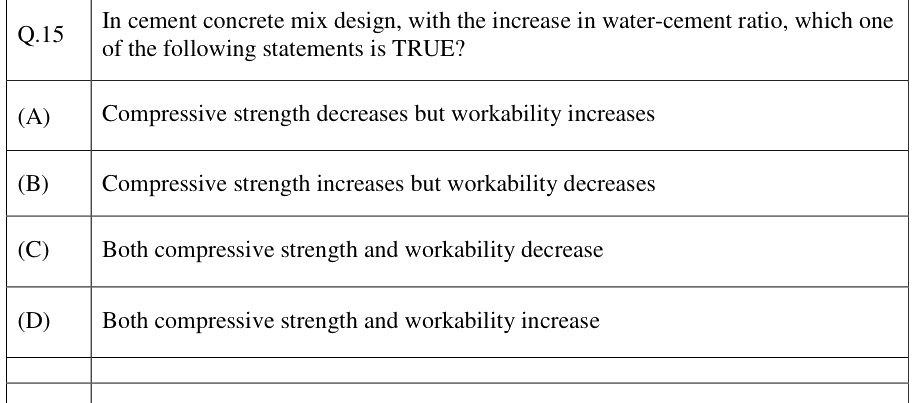 Q.15 In cement concrete mix design, with the increase in water-cement ratio, which one
of the following statements is TRUE?
(A) Compressive strength decreases but workability increases
(B) Compressive strength increases but workability decreases
(C) Both compressive strength and workability decrease
(D) Both compressive strength and workability increase